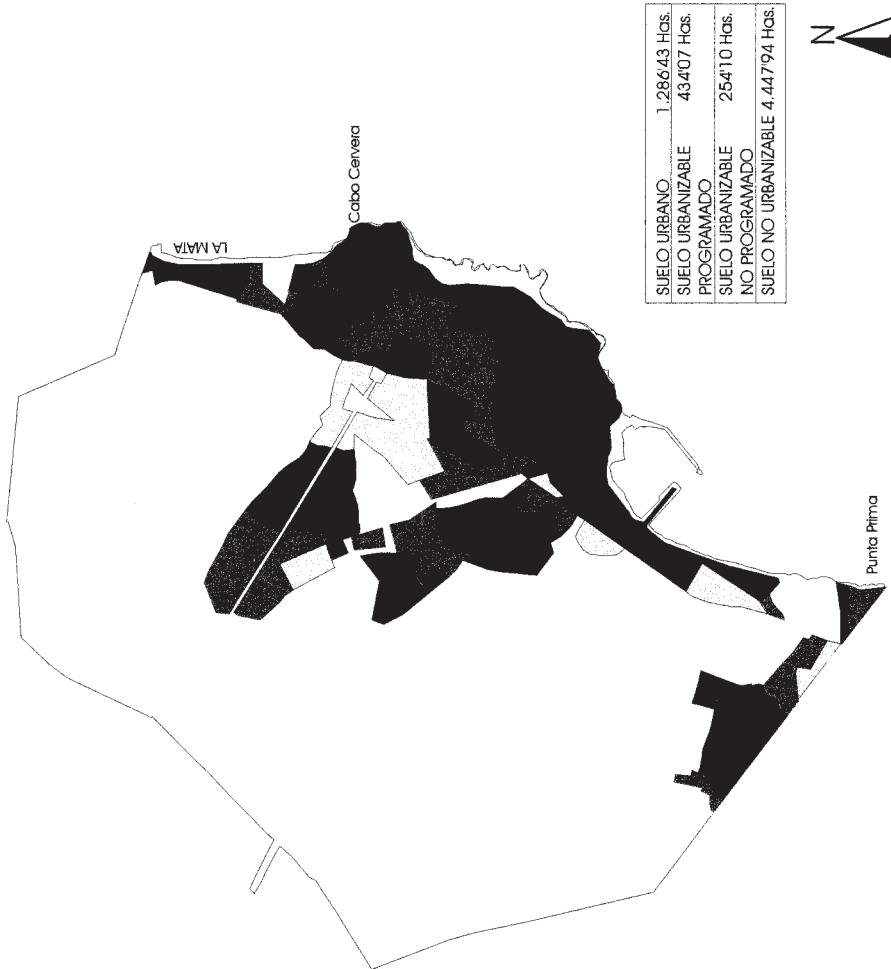 LA MATA
Cabo Cervera
Punta Prima
SUELO URBANO 1.286'43 Has.
SUELO URBANIZABLE 434'07 Has.
PROGRAMADO
SUELO URBANIZABLE 254'10 Has.
NO PROGRAMADO
SUELO NO URBANIZABLE 4.447'94 Has.
N